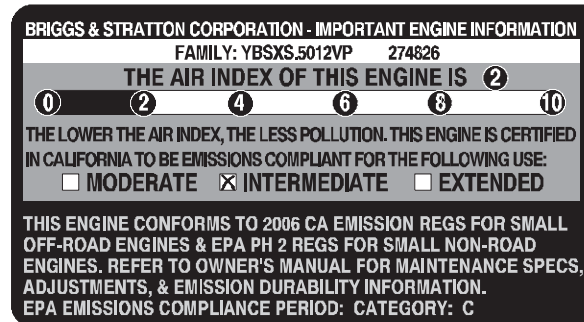 BRIGGS & STRATTON CORPORATION - IMPORTANT ENGINE INFORMATION
FAMILY: YBSXS.5012VP 274826
THE AIR INDEX OF THIS ENGINE IS 2
0 2 4 6 8 10
THE LOWER THE AIR INDEX, THE LESS POLLUTION. THIS ENGINE IS CERTIFIED
IN CALIFORNIA TO BE EMISSIONS COMPLIANT FOR THE FOLLOWING USE:
☐ MODERATE ☒ INTERMEDIATE ☐ EXTENDED
THIS ENGINE CONFORMS TO 2006 CA EMISSION REGS FOR SMALL
OFF-ROAD ENGINES & EPA PH 2 REGS FOR SMALL NON-ROAD
ENGINES. REFER TO OWNER'S MANUAL FOR MAINTENANCE SPECS,
ADJUSTMENTS, & EMISSION DURABILITY INFORMATION.
EPA EMISSIONS COMPLIANCE PERIOD: CATEGORY: C